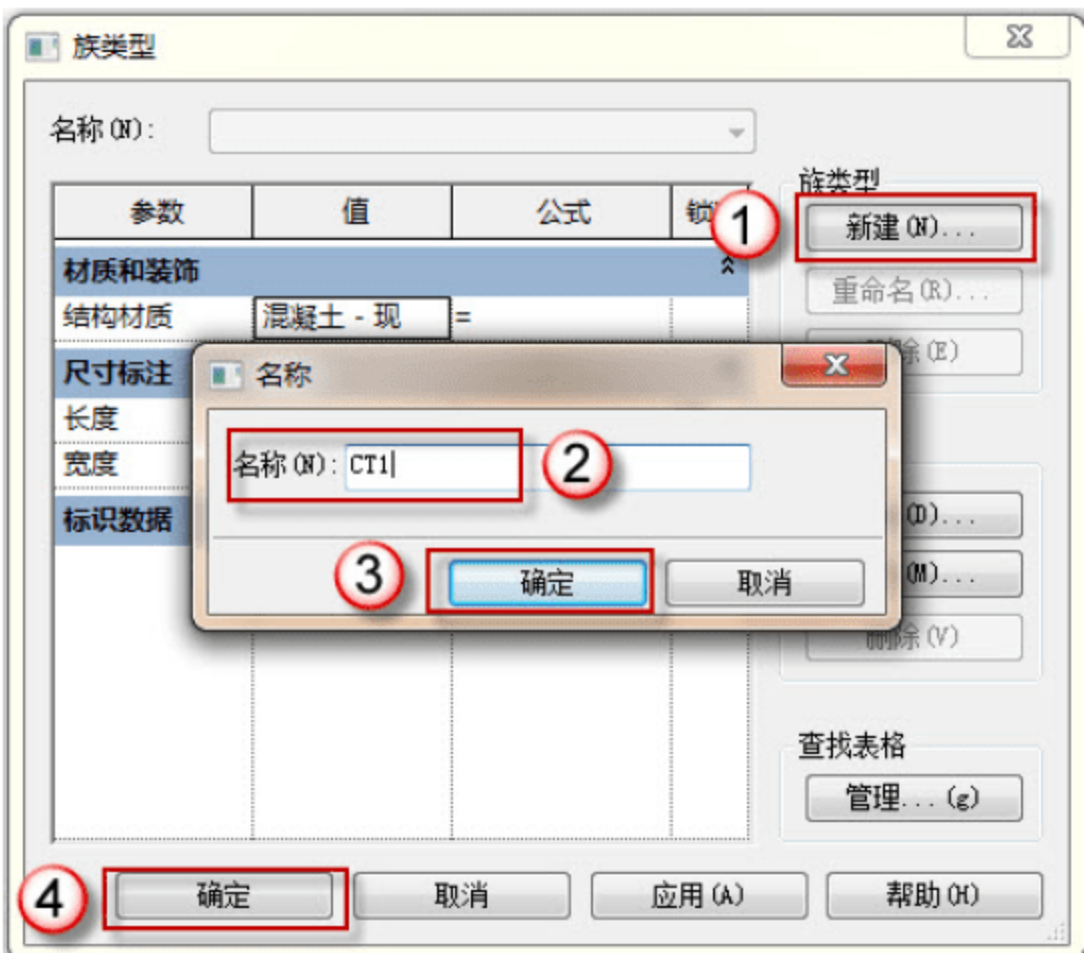 族类型
名称(N):
参数 值 公式
族类型
1
新建(N)...
材质和装饰
重命名(R)...
结构材质 混凝土 - 现 =
(E)
尺寸标注
名称
长度
宽度
名称(N): CT1
2
标识数据
(D)...
3
确定 取消
(M)...
(V)
查找表格
管理...(g)
4
确定 取消 应用(A) 帮助(H)